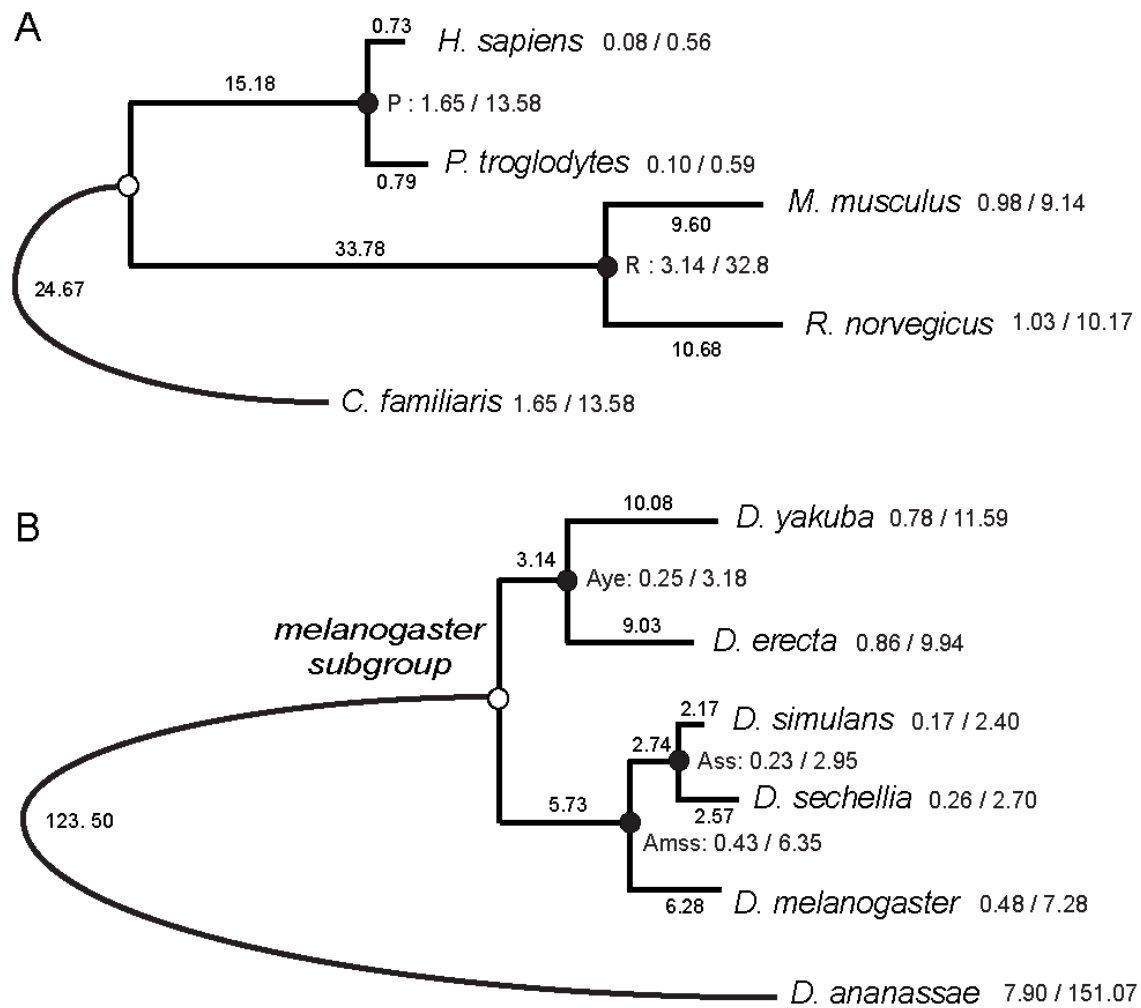 A
0.73
H. sapiens 0.08 / 0.56
15.18
P : 1.65 / 13.58
P. troglodytes 0.10 / 0.59
0.79
M. musculus 0.98 / 9.14
9.60
33.78
R : 3.14 / 32.8
24.67
R. norvegicus 1.03 / 10.17
10.68
C. familiaris 1.65 / 13.58
B
10.08
D. yakuba 0.78 / 11.59
3.14
Aye: 0.25 / 3.18
melanogaster
subgroup
9.03
D. erecta 0.86 / 9.94
2.17
D. simulans 0.17 / 2.40
2.74
Ass: 0.23 / 2.95
D. sechellia 0.26 / 2.70
2.57
5.73
123. 50
Amss: 0.43 / 6.35
6.28
D. melanogaster 0.48 / 7.28
D. ananassae 7.90 / 151.07